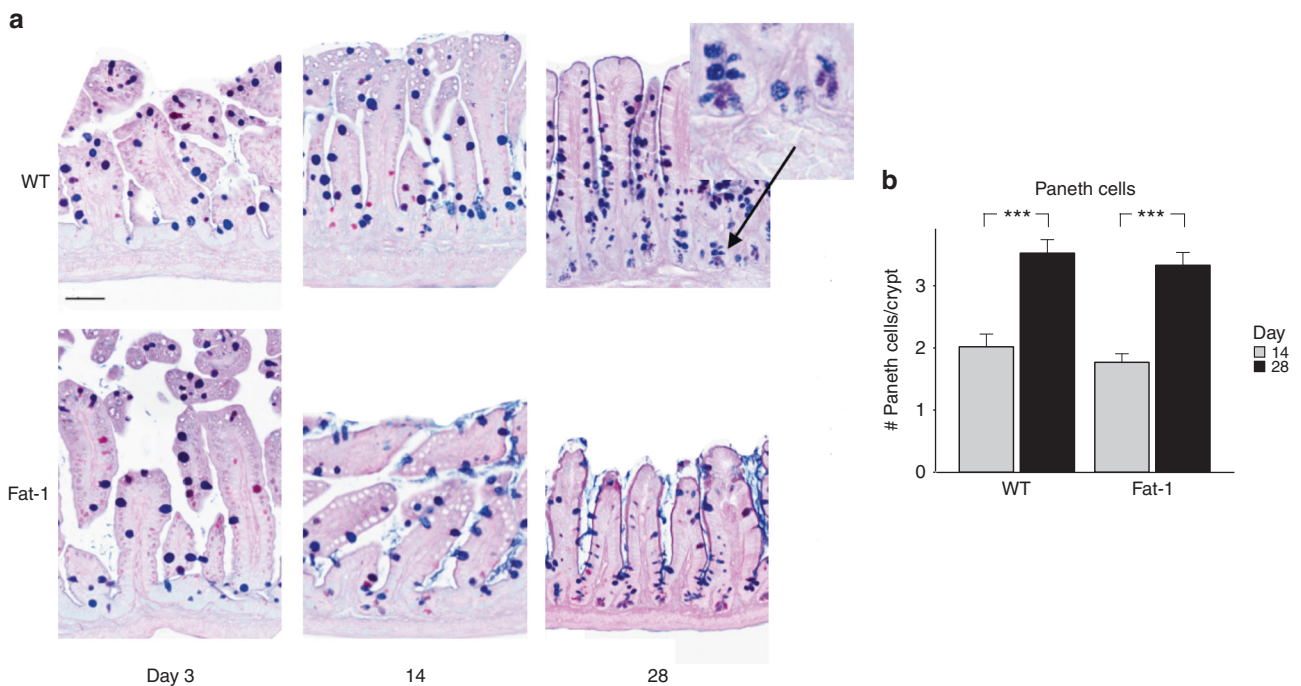 a
WT
Fat-1
Day 3
14
28
b
Paneth cells
***
***
# Paneth cells/crypt
3
2
1
0
WT
Fat-1
Day
14
28